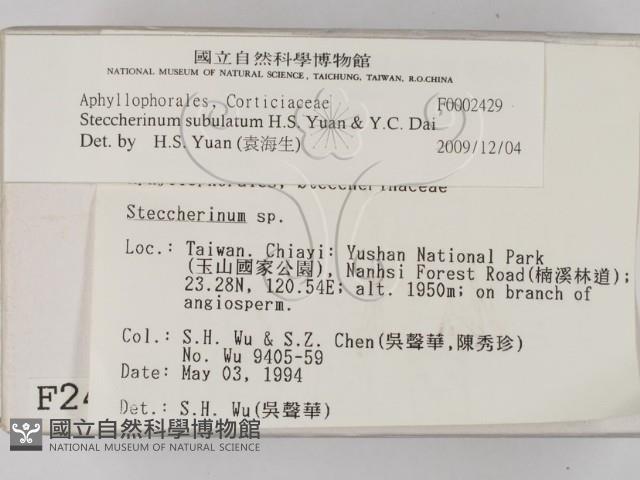 國立自然科學博物館
NATIONAL MUSEUM OF NATURAL SCIENCE, TAICHUNG, TAIWAN, R.O.CHINA
Aphyllophorales, Corticiaceae F0002429
Steccherinum subulatum H.S. Yuan & Y.C. Dai
Det. by H.S. Yuan (袁海生) 2009/12/04
Steccherinaceae
Steccherinum sp.
Loc.: Taiwan. Chiayi: Yushan National Park
(玉山國家公園), Nanhsi Forest Road(楠溪林道);
23.28N, 120.54E; alt. 1950m; on branch of
angiosperm.
Col.: S.H. Wu & S.Z. Chen(吳聲華,陳秀珍)
No. Wu 9405-59
Date: May 03, 1994
F24
Det.: S.H. Wu(吳聲華)
國立自然科學博物館
NATIONAL MUSEUM OF NATURAL SCIENCE